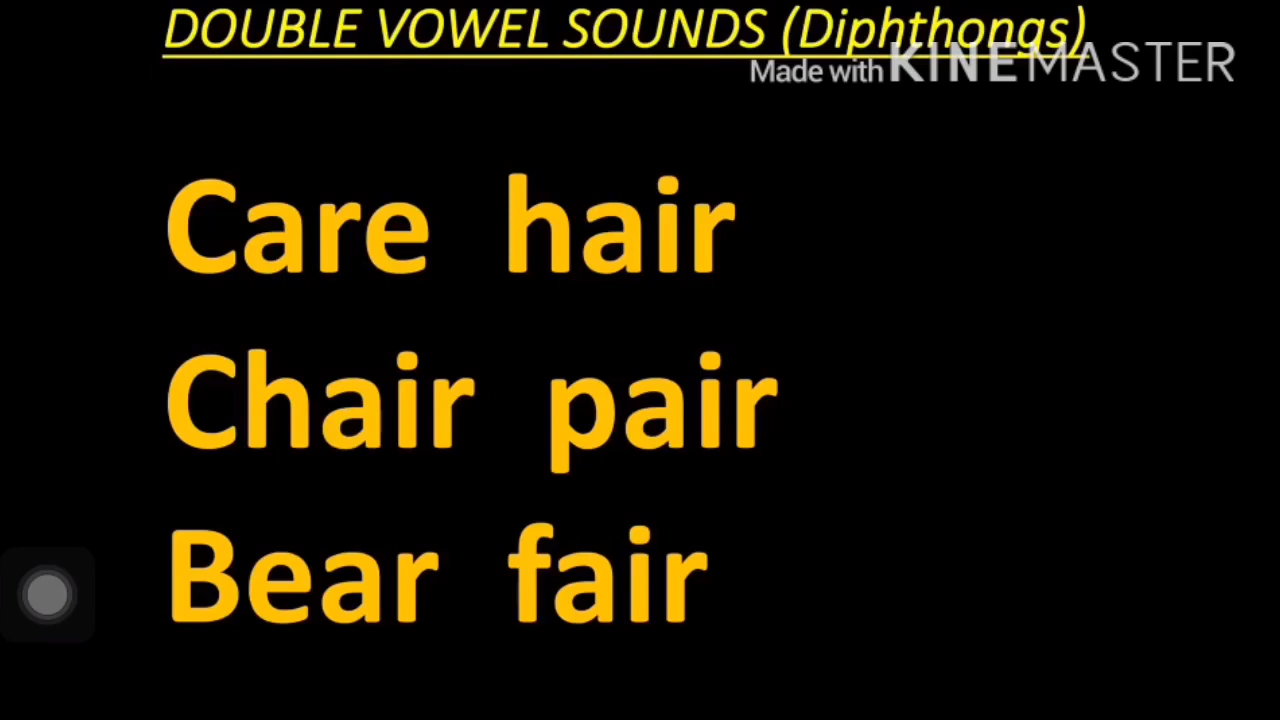 DOUBLE VOWEL SOUNDS (Diphthongs)
Made with KINEMASTER
Care hair
Chair pair
Bear fair